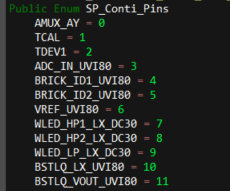 Public Enum SP_Conti_Pins
AMUX_AY = 0
TCAL = 1
TDEV1 = 2
ADC_IN_UVI80 = 3
BRICK_ID1_UVI80 = 4
BRICK_ID2_UVI80 = 5
VREF_UVI80 = 6
WLED_HP1_LX_DC30 = 7
WLED_HP2_LX_DC30 = 8
WLED_LP_LX_DC30 = 9
BSTLQ_LX_UVI80 = 10
BSTLQ_VOUT_UVI80 = 11